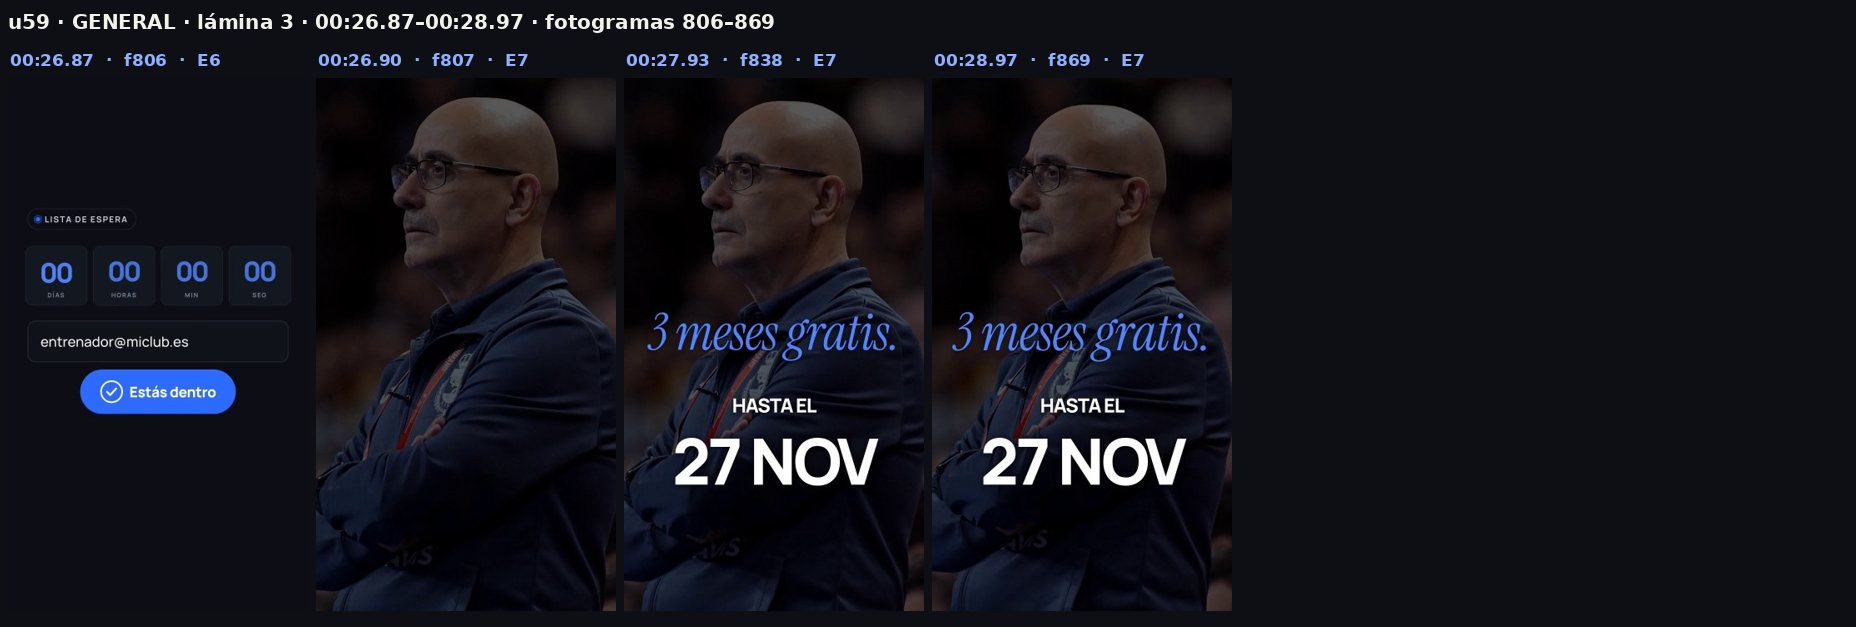 u59 · GENERAL · lámina 3 · 00:26.87–00:28.97 · fotogramas 806–869
00:26.87 · f806 · E6
00:26.90 · f807 · E7
00:27.93 · f838 · E7
00:28.97 · f869 · E7
LISTA DE ESPERA
00 00 00 00
DÍAS HORAS MIN SEG
entrenador@miclub.es
Estás dentro
3 meses gratis.
HASTA EL
27 NOV
3 meses gratis.
HASTA EL
27 NOV